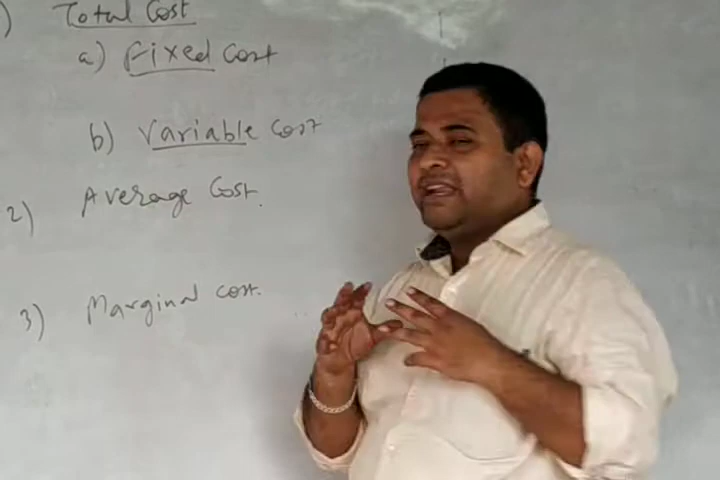 ) Total Cost
a) Fixed Cost
b) Variable Cost
2) Average Cost.
3) Marginal cost.